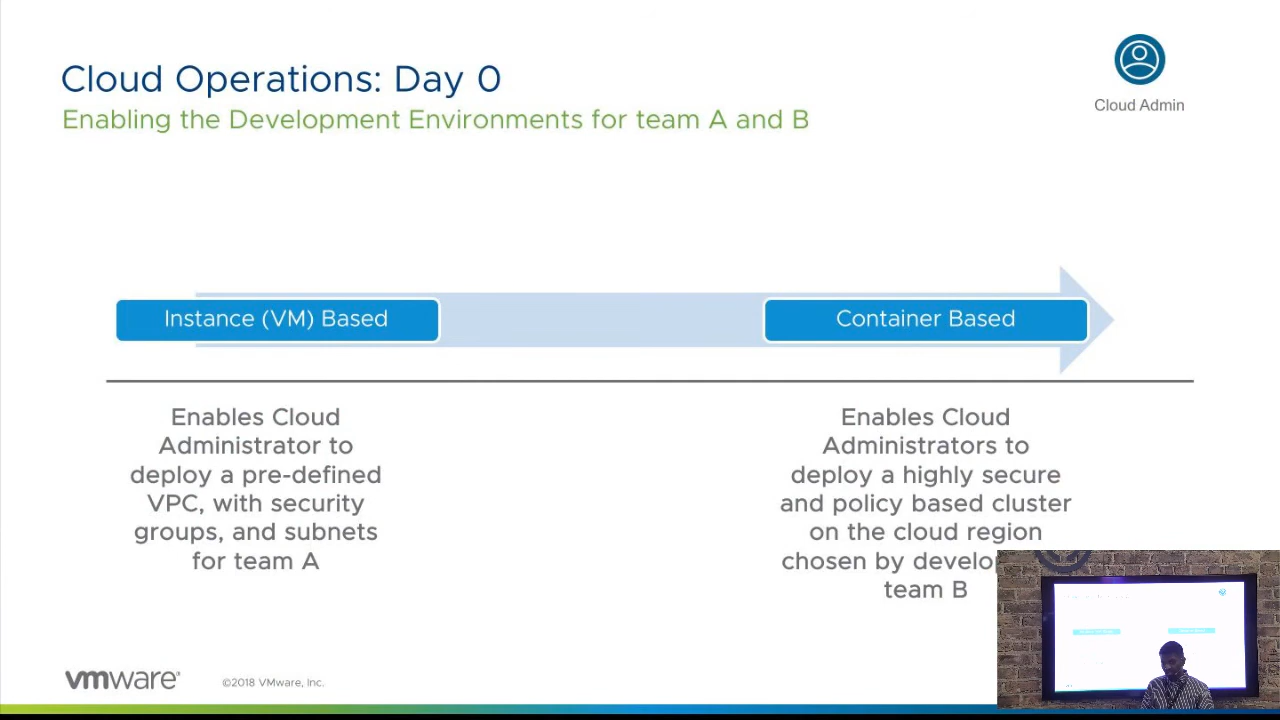 Cloud Operations: Day 0
Enabling the Development Environments for team A and B
Cloud Admin
Instance (VM) Based
Container Based
Enables Cloud
Administrator to
deploy a pre-defined
VPC, with security
groups, and subnets
for team A
Enables Cloud
Administrators to
deploy a highly secure
and policy based cluster
on the cloud region
chosen by develo
team B
vmware
©2018 VMware, Inc.